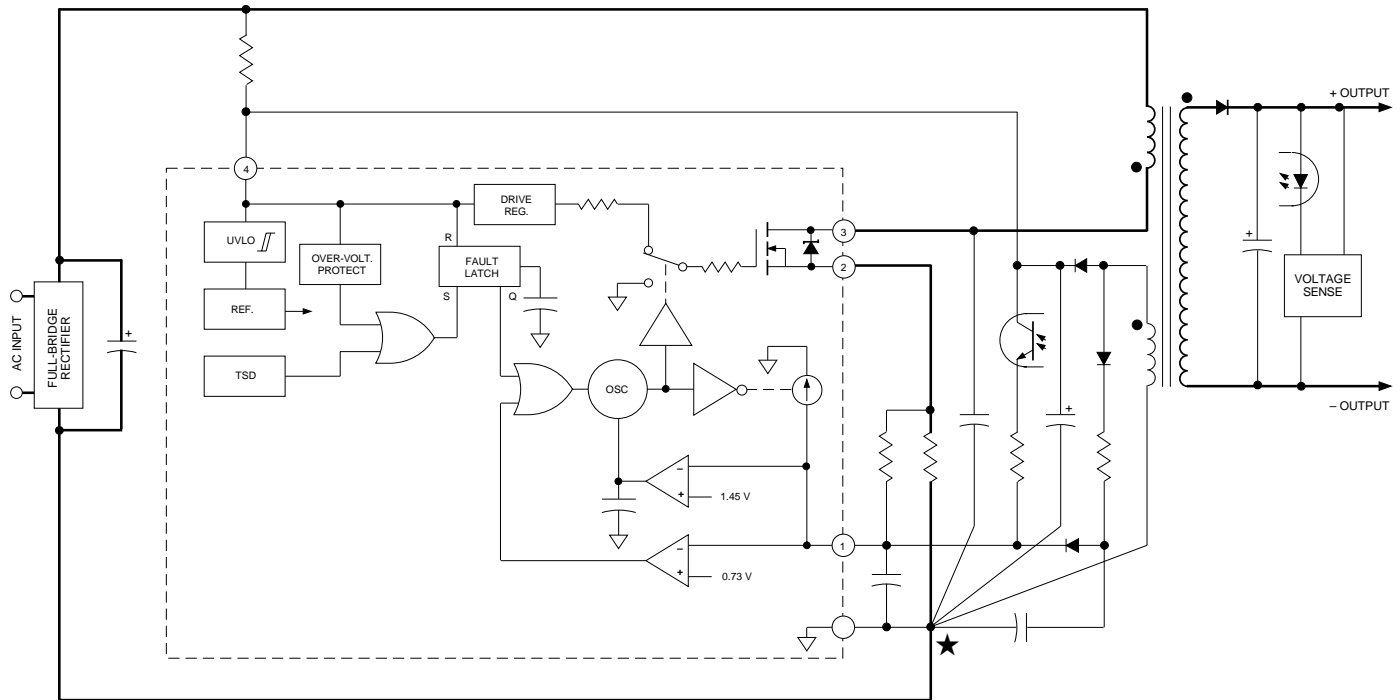 + OUTPUT
4
DRIVE
REG.
R
UVLO
OVER-VOLT.
PROTECT
FAULT
LATCH
3
2
S
Q
VOLTAGE
SENSE
+
+
AC INPUT
FULL-BRIDGE
RECTIFIER
REF.
TSD
OSC
+
– OUTPUT
–
+
1.45 V
1
–
+
0.73 V